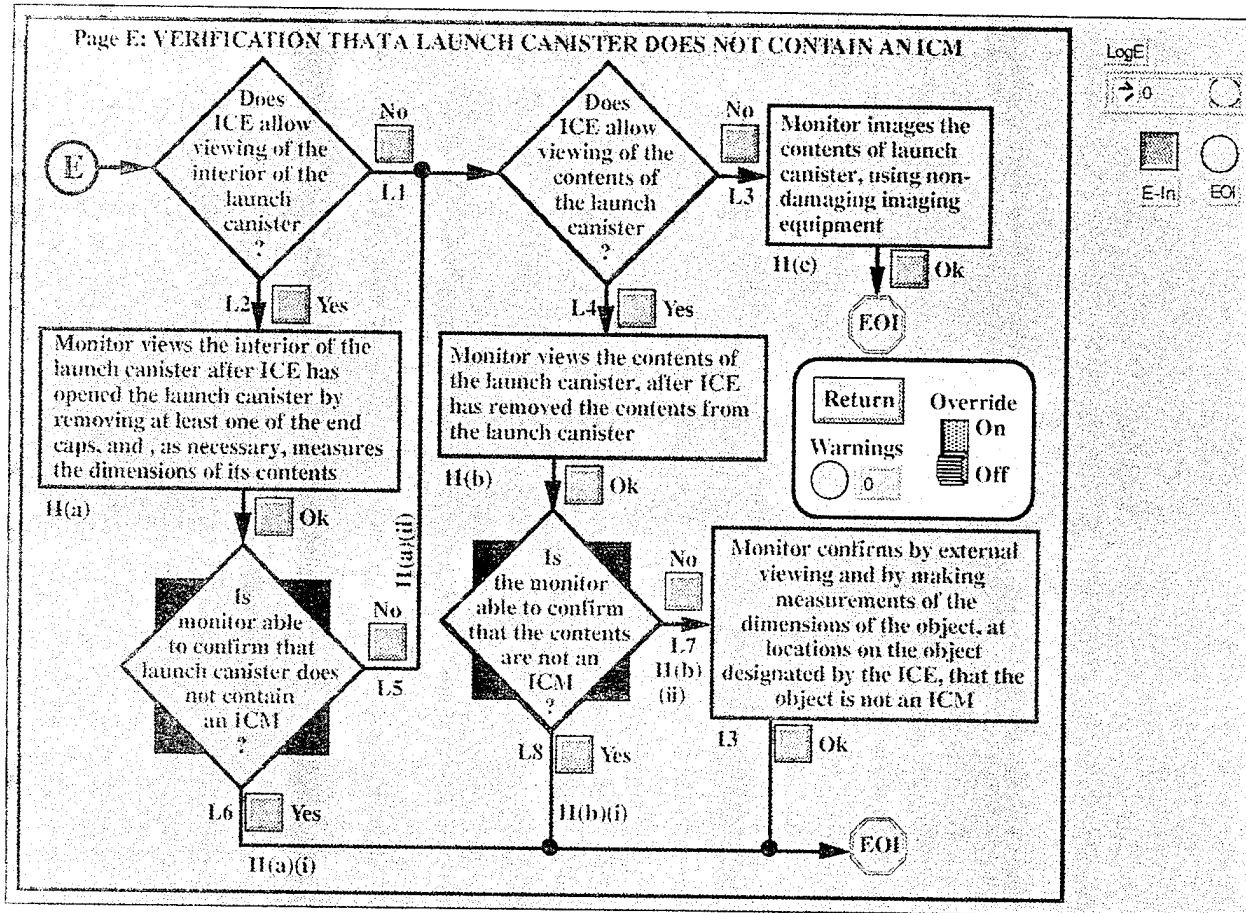 Page E: VERIFICATION THAT A LAUNCH CANISTER DOES NOT CONTAIN AN ICM
E
Does
ICE allow
viewing of the
interior of the
launch
canister
?
No
L1
Does
ICE allow
viewing of the
contents of
the launch
canister
?
No
L3
Monitor images the
contents of launch
canister, using non-
damaging imaging
equipment
11(c)
Ok
EOI
L2
Yes
Monitor views the interior of the
launch canister after ICE has
opened the launch canister by
removing at least one of the end
caps, and , as necessary, measures
the dimensions of its contents
11(a)
Ok
11(a)(ii)
L4
Yes
Monitor views the contents of
the launch canister, after ICE
has removed the contents from
the launch canister
11(b)
Ok
Return
Override
On
Off
Warnings
0
Is
monitor able
to confirm that
launch canister does
not contain
an ICM
?
No
L5
Is
the monitor
able to confirm
that the contents
are not an
ICM
?
No
L7
11(b)
(ii)
Monitor confirms by external
viewing and by making
measurements of the
dimensions of the object, at
locations on the object
designated by the ICE, that the
object is not an ICM
13
Ok
L6
Yes
11(a)(i)
L8
Yes
11(b)(i)
EOI
LogE
0
E-In
EOI